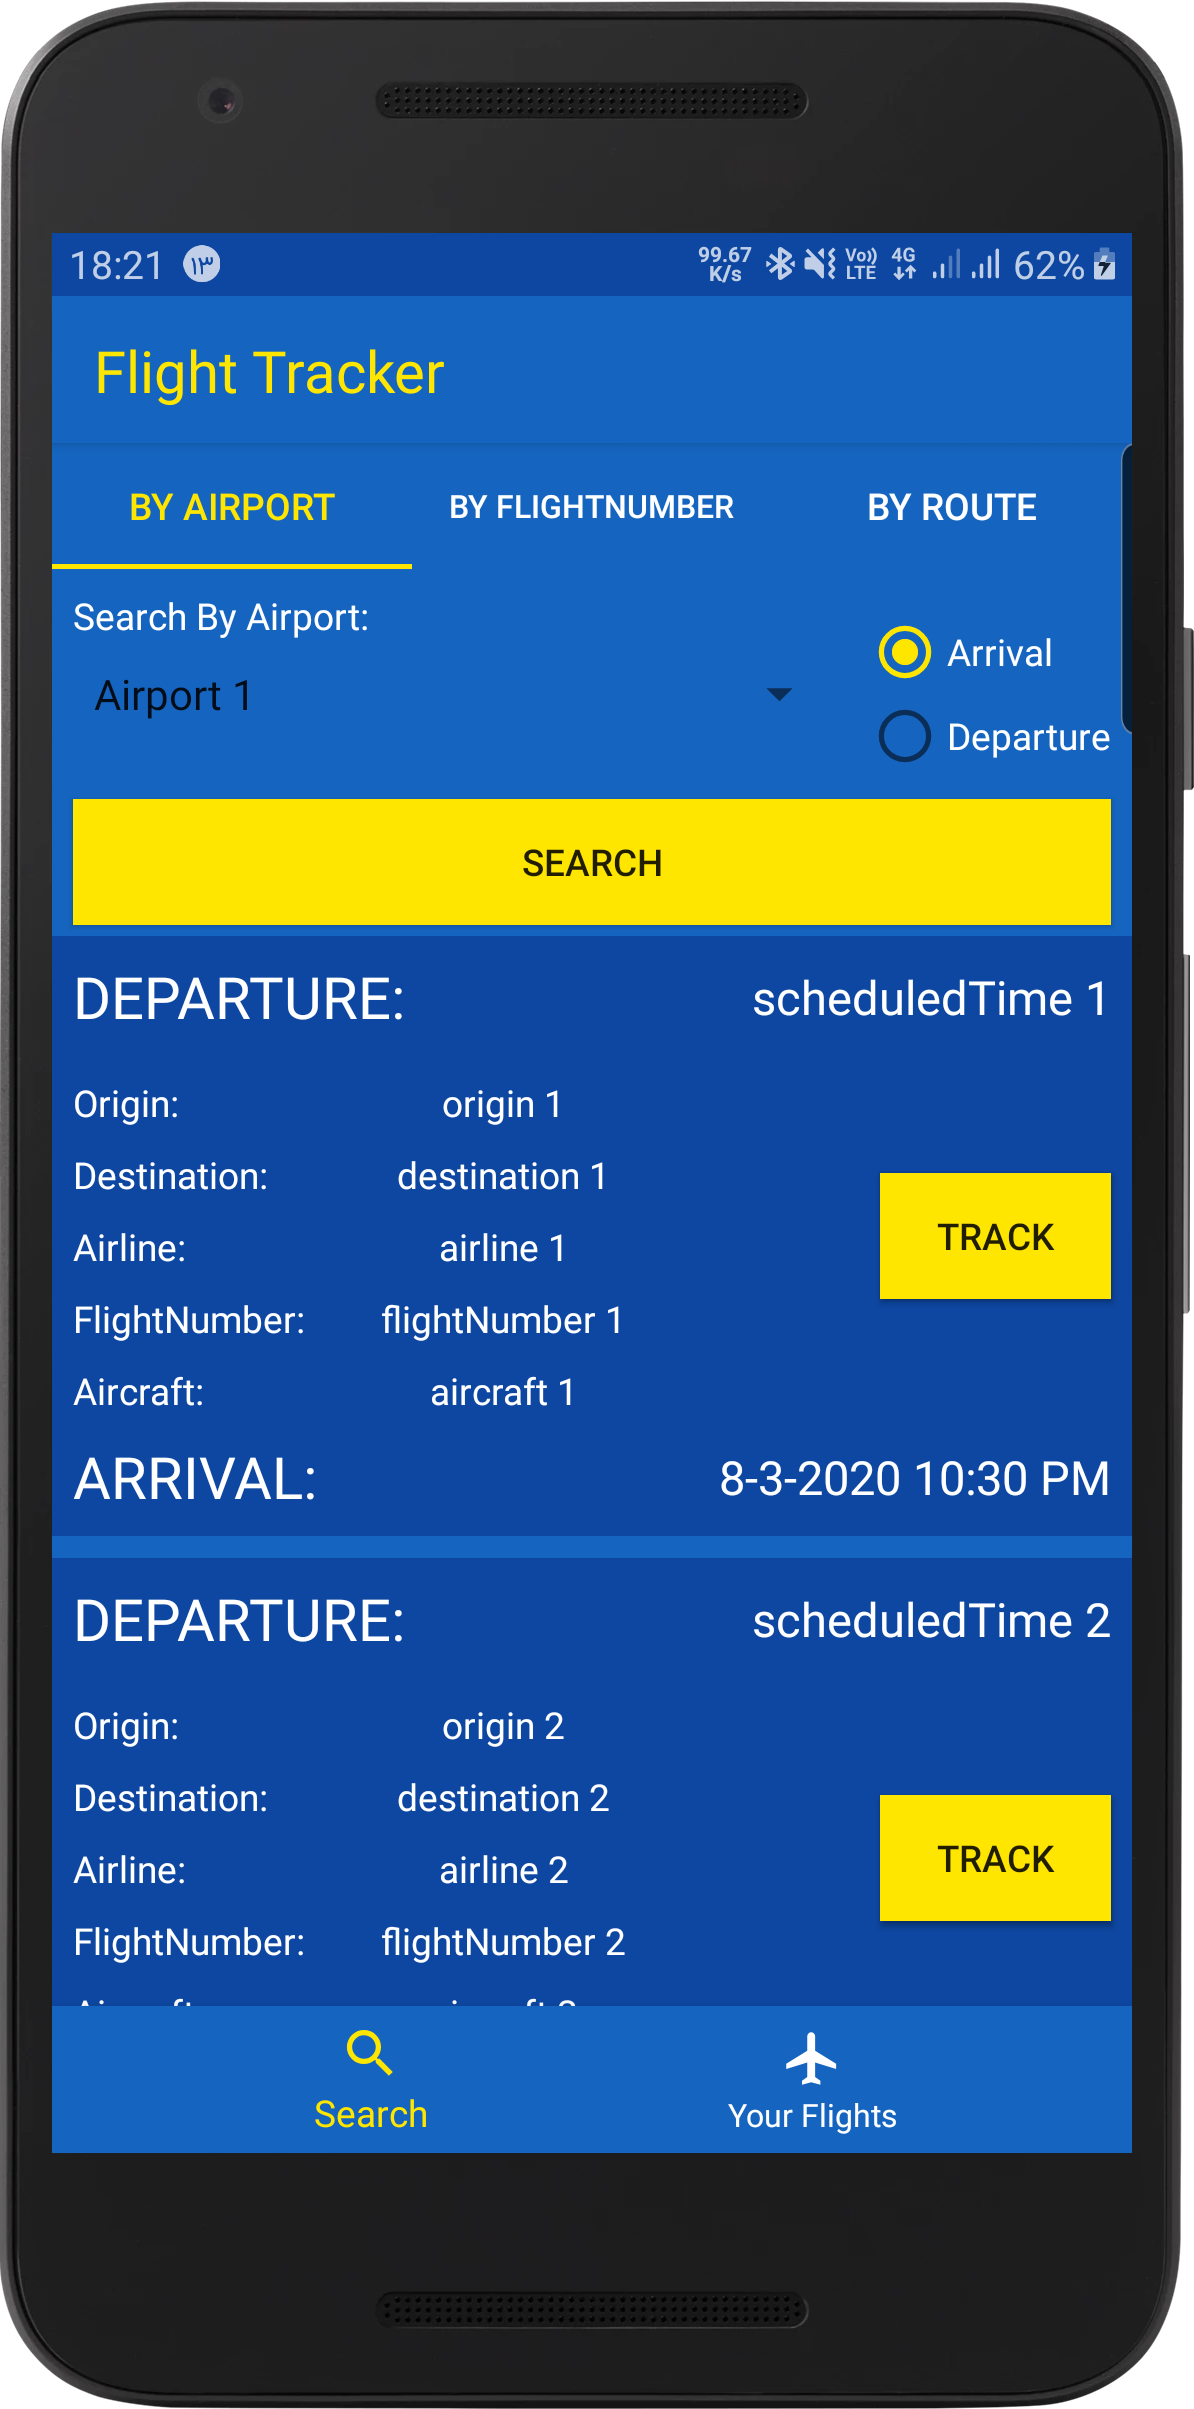 18:21 ١٣ 99.67 K/s Vo)) LTE 4G 62%
Flight Tracker
BY AIRPORT BY FLIGHTNUMBER BY ROUTE
Search By Airport:
Arrival
Airport 1
Departure
SEARCH
DEPARTURE: scheduledTime 1
Origin: origin 1
Destination: destination 1
Airline: airline 1
TRACK
FlightNumber: flightNumber 1
Aircraft: aircraft 1
ARRIVAL: 8-3-2020 10:30 PM
DEPARTURE: scheduledTime 2
Origin: origin 2
Destination: destination 2
Airline: airline 2
TRACK
FlightNumber: flightNumber 2
Search Your Flights